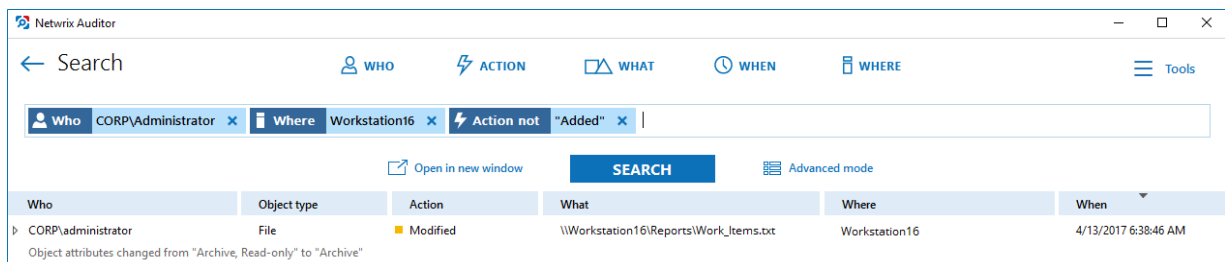 Netwrix Auditor
Search WHO ACTION WHAT WHEN WHERE Tools
Who CORP\Administrator Where Workstation16 Action not "Added"
Open in new window SEARCH Advanced mode
Who Object type Action What Where When
CORP\administrator File Modified \\Workstation16\Reports\Work_Items.txt Workstation16 4/13/2017 6:38:46 AM
Object attributes changed from "Archive, Read-only" to "Archive"